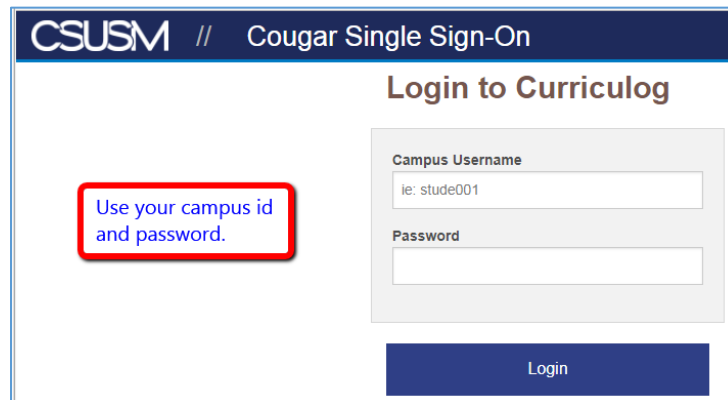 CSUSM // Cougar Single Sign-On
Login to Curriculog
Campus Username
ie: stude001
Use your campus id
and password.
Password
Login